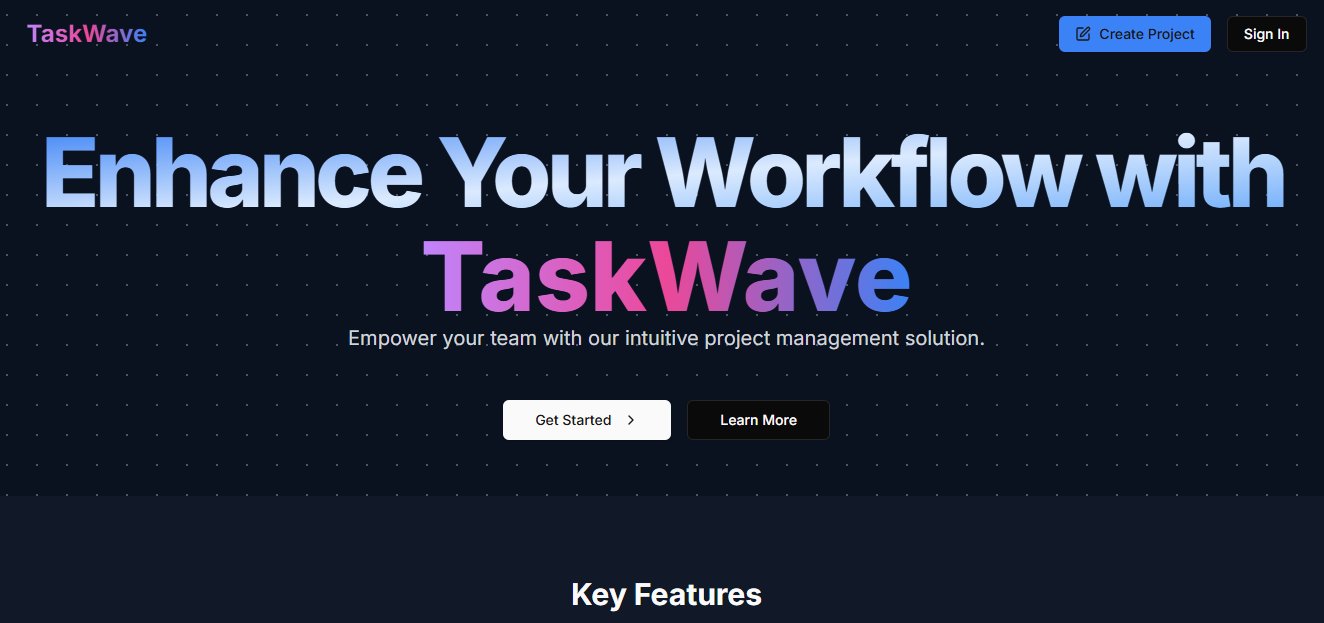 TaskWave
Create Project
Sign In
Enhance Your Workflow with
TaskWave
Empower your team with our intuitive project management solution.
Get Started
Learn More
Key Features